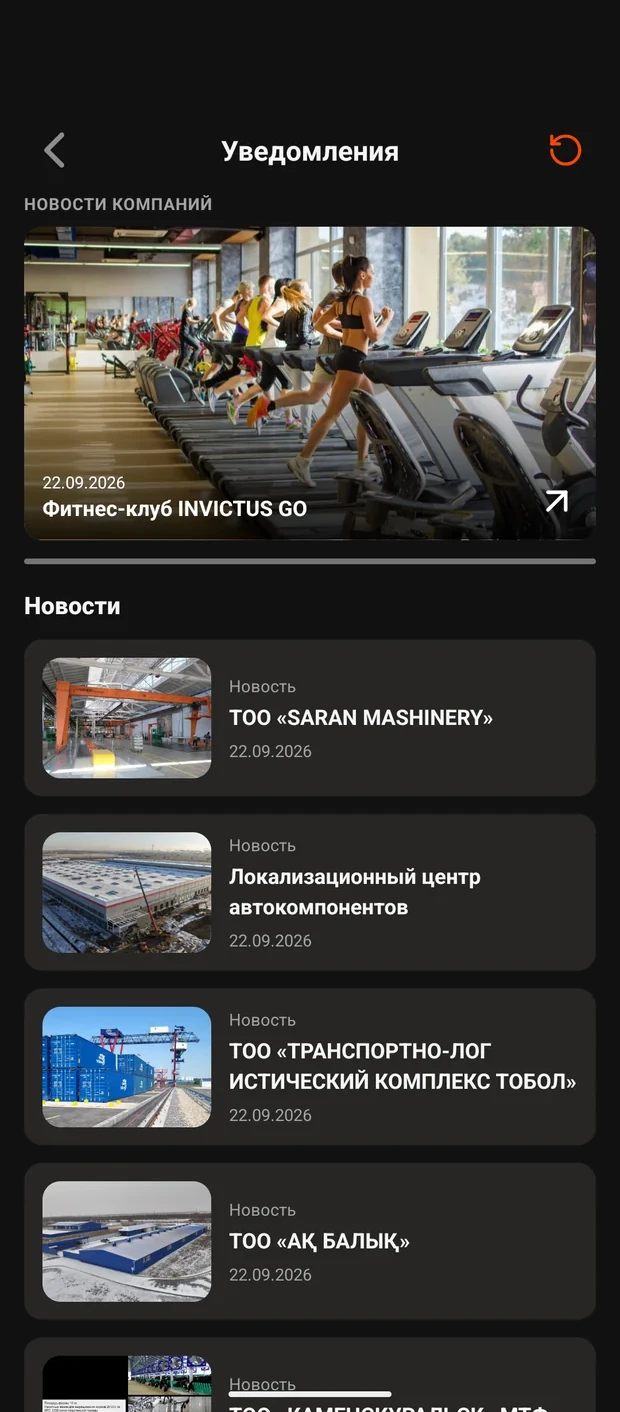 Уведомления
НОВОСТИ КОМПАНИЙ
22.09.2026
Фитнес-клуб INVICTUS GO
Новости
Новость
ТОО «SARAN MASHINERY»
22.09.2026
Новость
Локализационный центр
автокомпонентов
22.09.2026
Новость
ТОО «ТРАНСПОРТНО-ЛОГ
ИСТИЧЕСКИЙ КОМПЛЕКС ТОБОЛ»
22.09.2026
Новость
ТОО «АҚ БАЛЫҚ»
22.09.2026
Новость